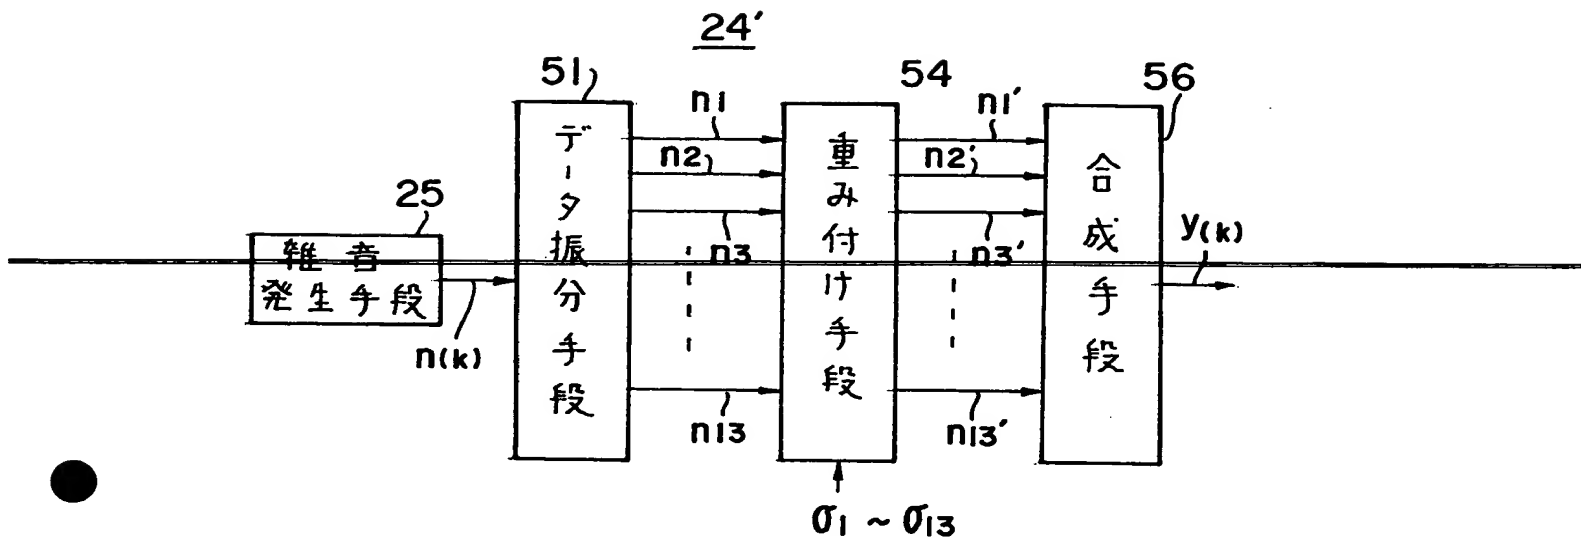 24′
51
n1
54
n1′
56
n2
n2′
25
n3
n3′
y(k)
雑音
発生手段
n(k)
データ振分手段
重み付け手段
合成手段
n13
n13′
σ1 ~ σ13